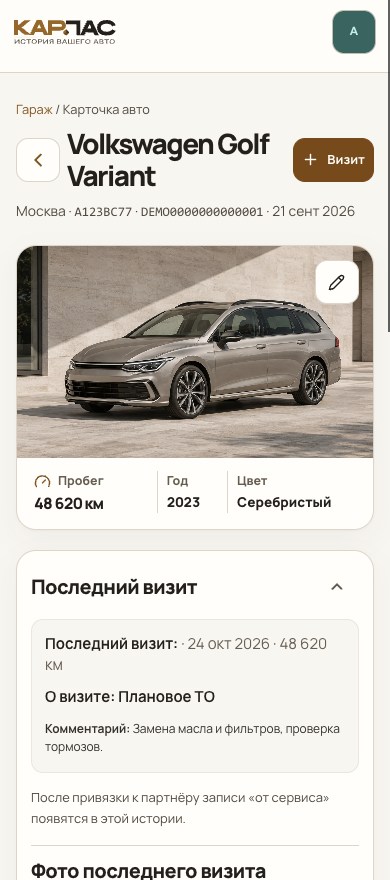 КАРПАС
ИСТОРИЯ ВАШЕГО АВТО
A
Гараж / Карточка авто
Volkswagen Golf
Variant
Визит
Москва · A123BC77 · DEMO0000000000001 · 21 сент 2026
Пробег
48 620 км
Год
2023
Цвет
Серебристый
Последний визит
Последний визит: · 24 окт 2026 · 48 620
км
О визите: Плановое ТО
Комментарий: Замена масла и фильтров, проверка
тормозов.
После привязки к партнёру записи «от сервиса»
появятся в этой истории.
Фото последнего визита